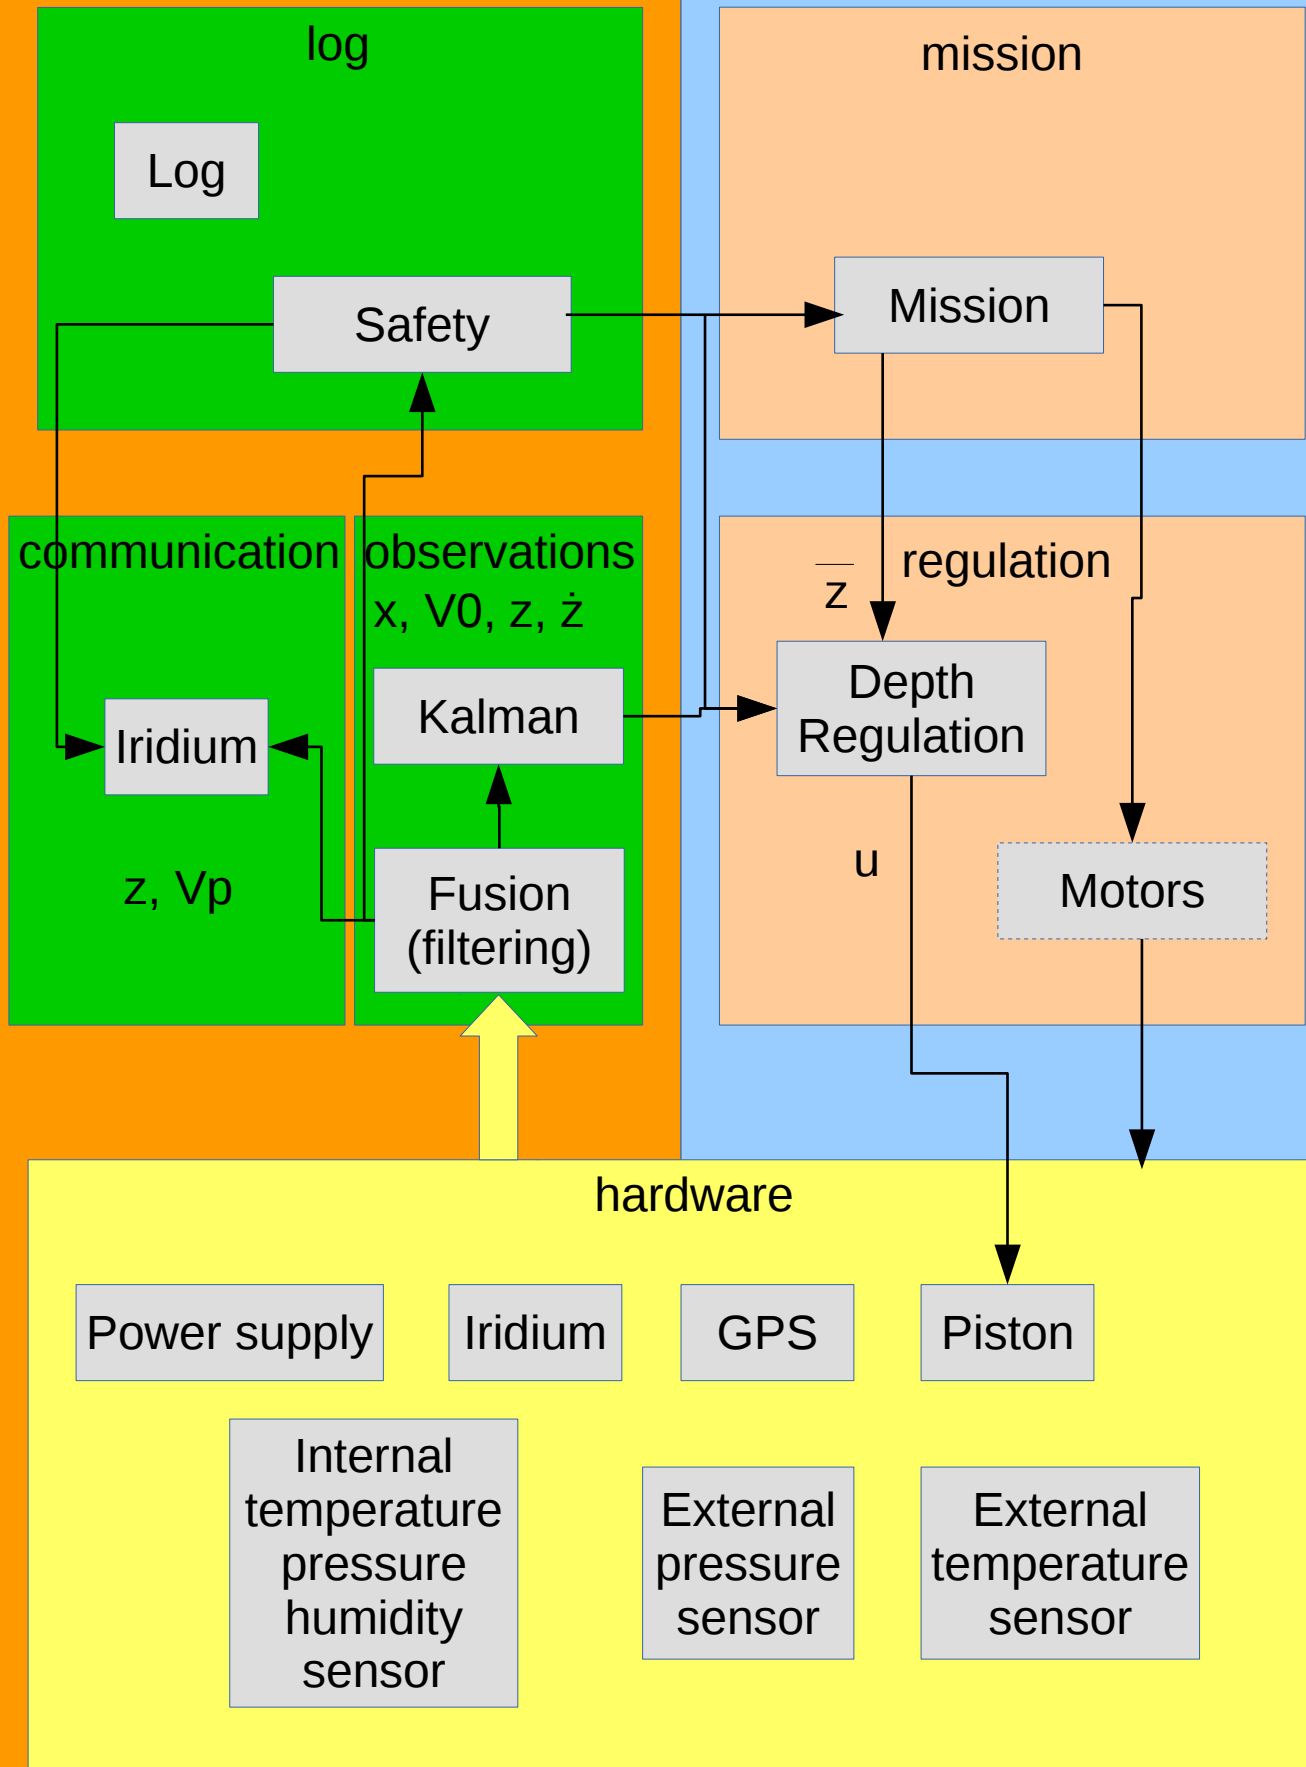 log
Log
Safety
mission
Mission
communication
Iridium
z, Vp
observations
x, V0, z, ż
Kalman
Fusion
(filtering)
regulation
z̅
Depth
Regulation
u
Motors
hardware
Power supply
Iridium
GPS
Piston
Internal
temperature
pressure
humidity
sensor
External
pressure
sensor
External
temperature
sensor